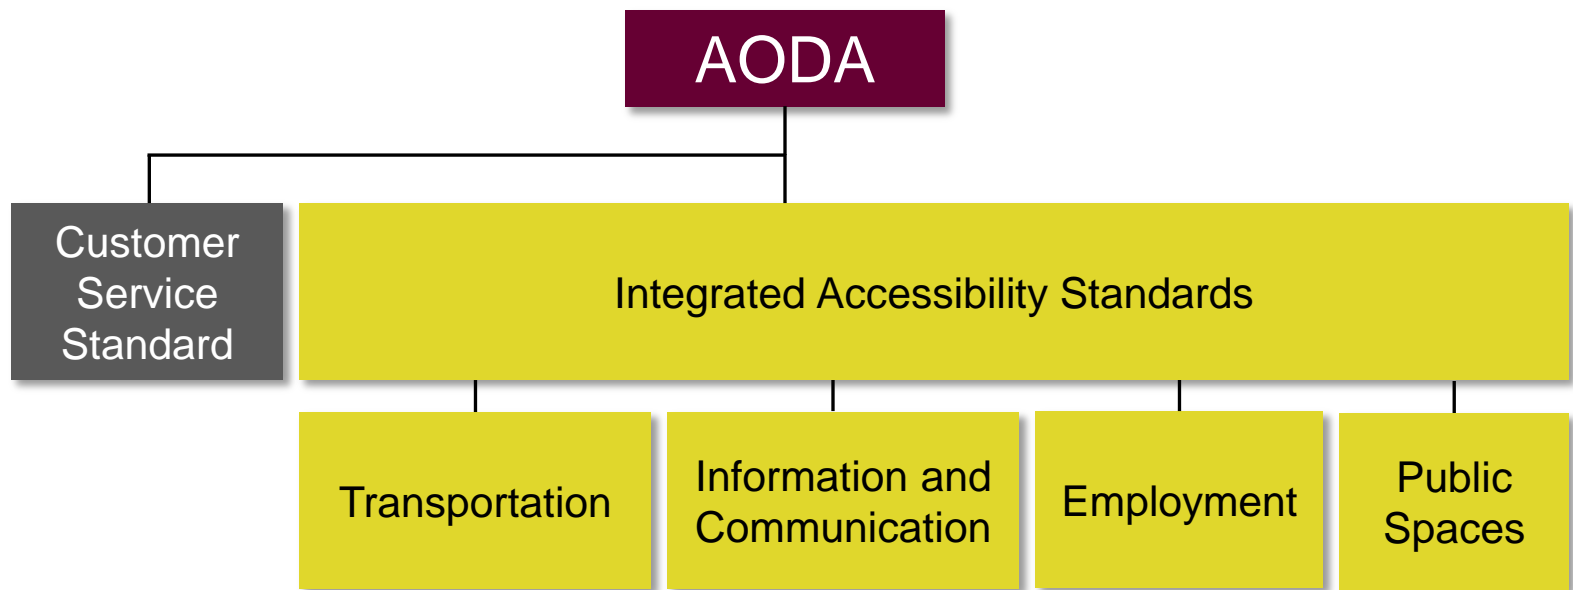 AODA
Customer
Service
Standard
Integrated Accessibility Standards
Transportation
Information and
Communication
Employment
Public
Spaces